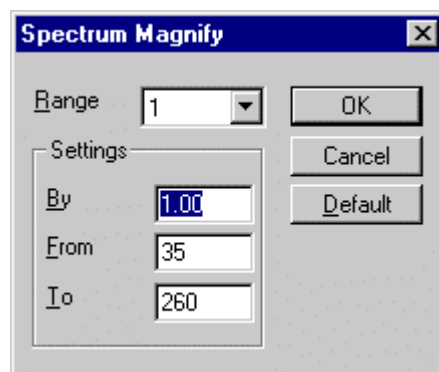 Spectrum Magnify
Range 1 OK
Settings Cancel
By 1.00 Default
From 35
To 260